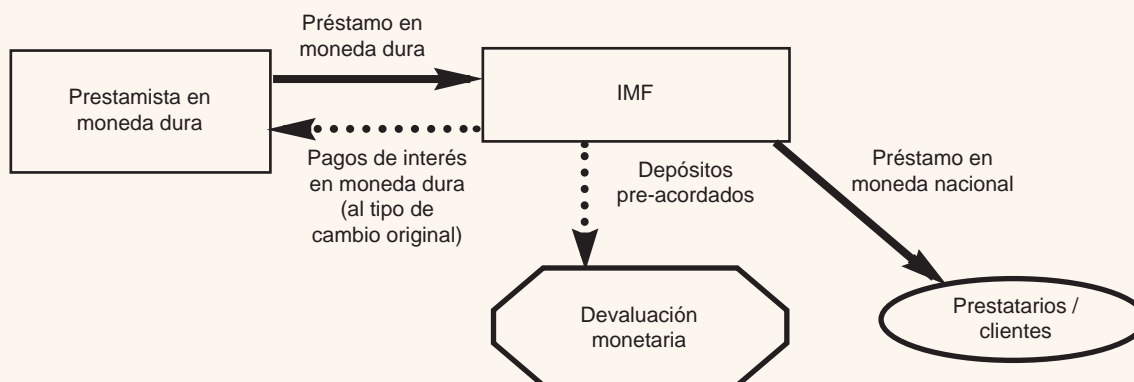 Préstamo en
moneda dura
Prestamista en
moneda dura
IMF
Pagos de interés
en moneda dura
(al tipo de
cambio original)
Depósitos
pre-acordados
Préstamo en
moneda nacional
Devaluación
monetaria
Prestatarios /
clientes